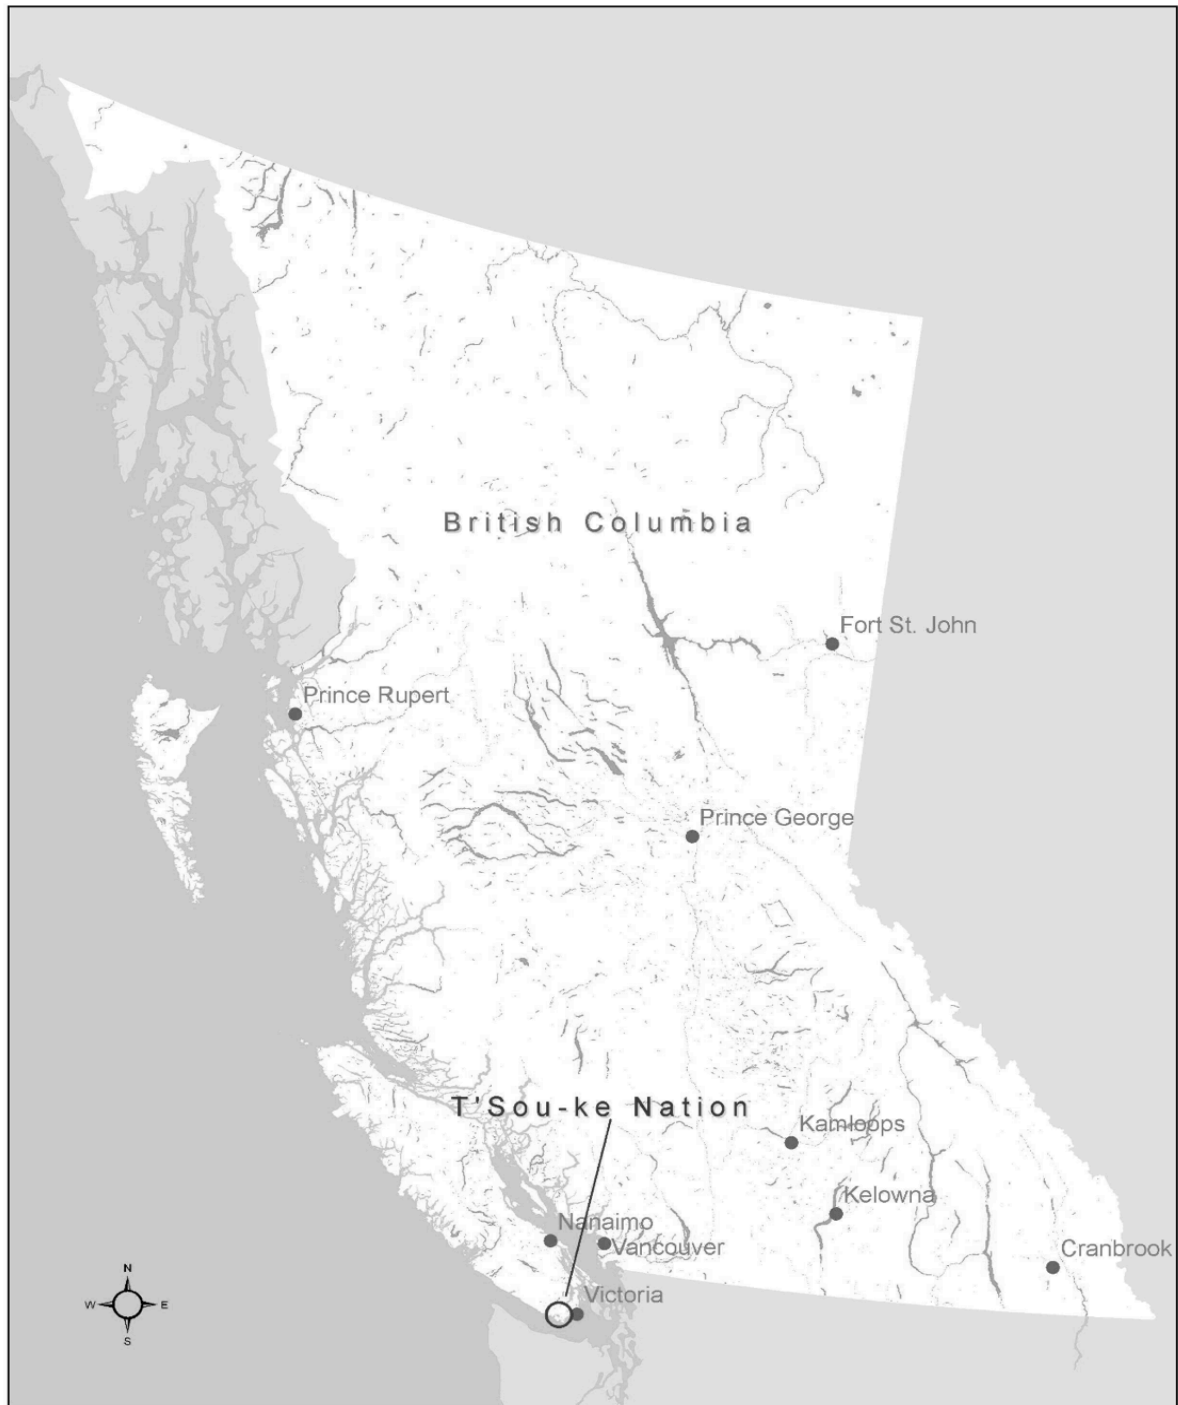 British Columbia
Fort St. John
Prince Rupert
Prince George
T'Sou-ke Nation
Kamloops
Kelowna
Nanaimo
Vancouver
Cranbrook
Victoria
N
W E
S